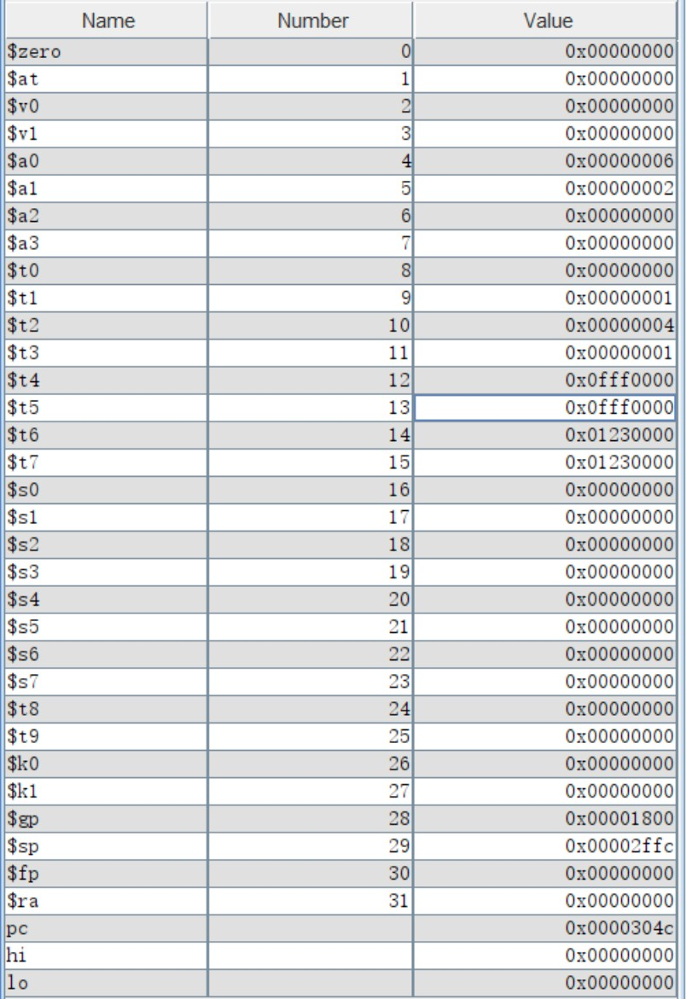 Name Number Value
$zero 0 0x00000000
$at 1 0x00000000
$v0 2 0x00000000
$v1 3 0x00000000
$a0 4 0x00000006
$a1 5 0x00000002
$a2 6 0x00000000
$a3 7 0x00000000
$t0 8 0x00000000
$t1 9 0x00000001
$t2 10 0x00000004
$t3 11 0x00000001
$t4 12 0x0fff0000
$t5 13 0x0fff0000
$t6 14 0x01230000
$t7 15 0x01230000
$s0 16 0x00000000
$s1 17 0x00000000
$s2 18 0x00000000
$s3 19 0x00000000
$s4 20 0x00000000
$s5 21 0x00000000
$s6 22 0x00000000
$s7 23 0x00000000
$t8 24 0x00000000
$t9 25 0x00000000
$k0 26 0x00000000
$k1 27 0x00000000
$gp 28 0x00001800
$sp 29 0x00002ffc
$fp 30 0x00000000
$ra 31 0x00000000
pc 0x0000304c
hi 0x00000000
lo 0x00000000